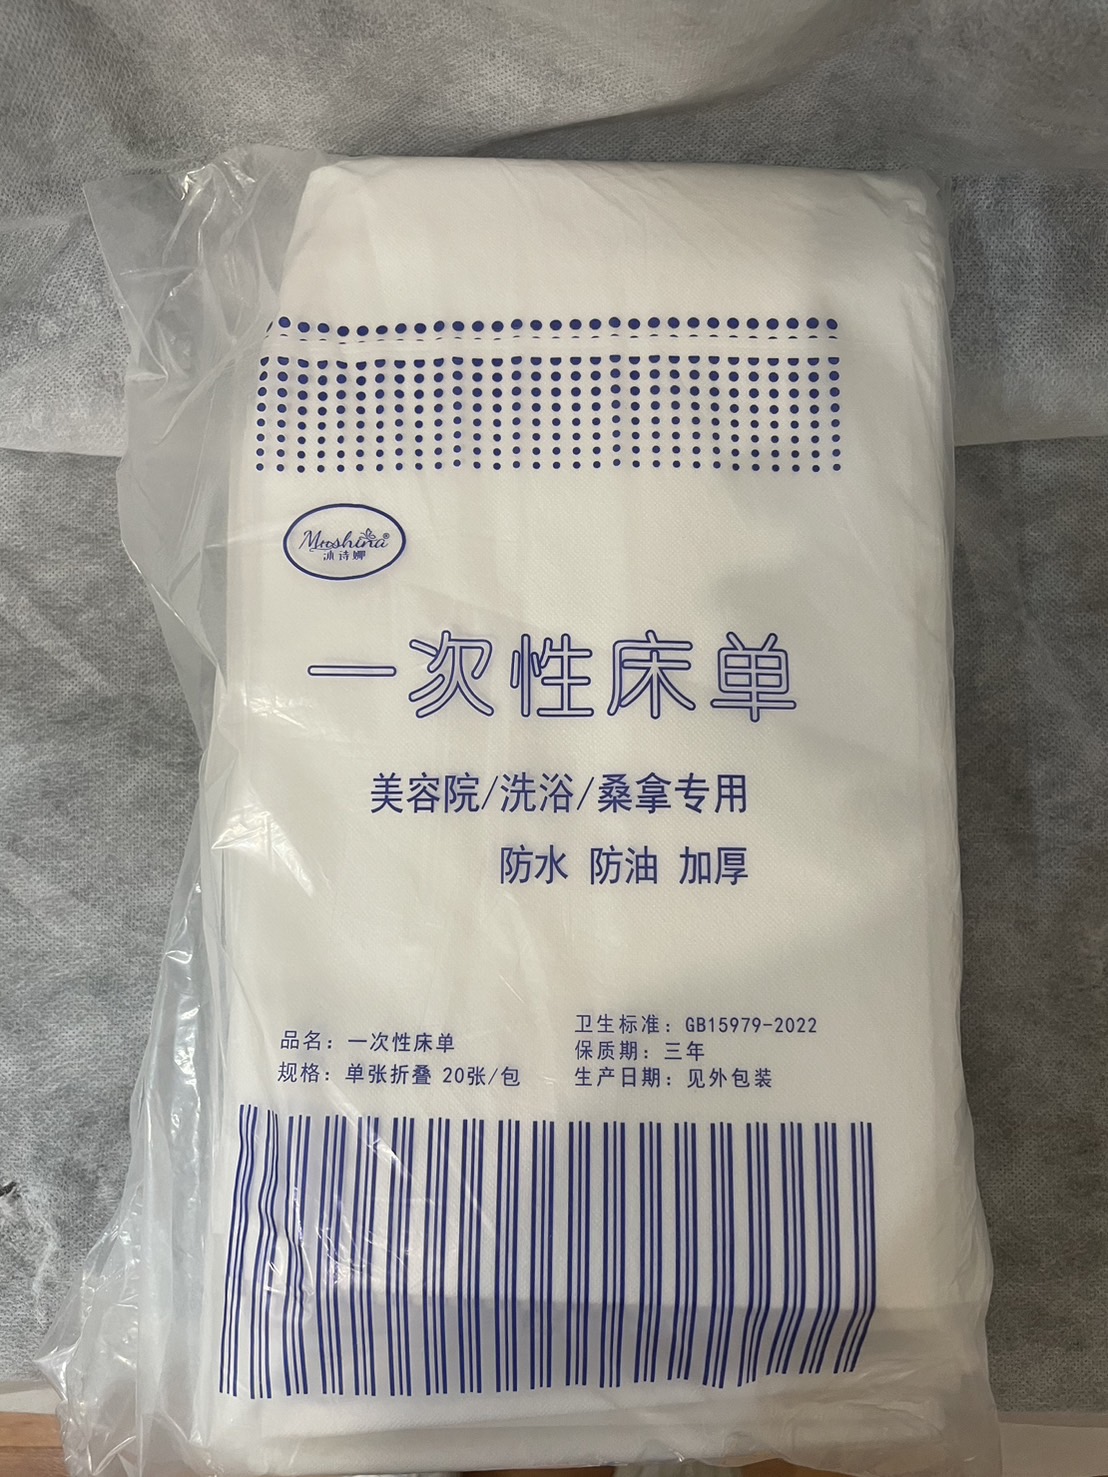 Mushina®
沐诗娜
一次性床单
美容院/洗浴/桑拿专用
防水 防油 加厚
品名：一次性床单
规格：单张折叠 20张/包
卫生标准：GB15979-2022
保质期：三年
生产日期：见外包装